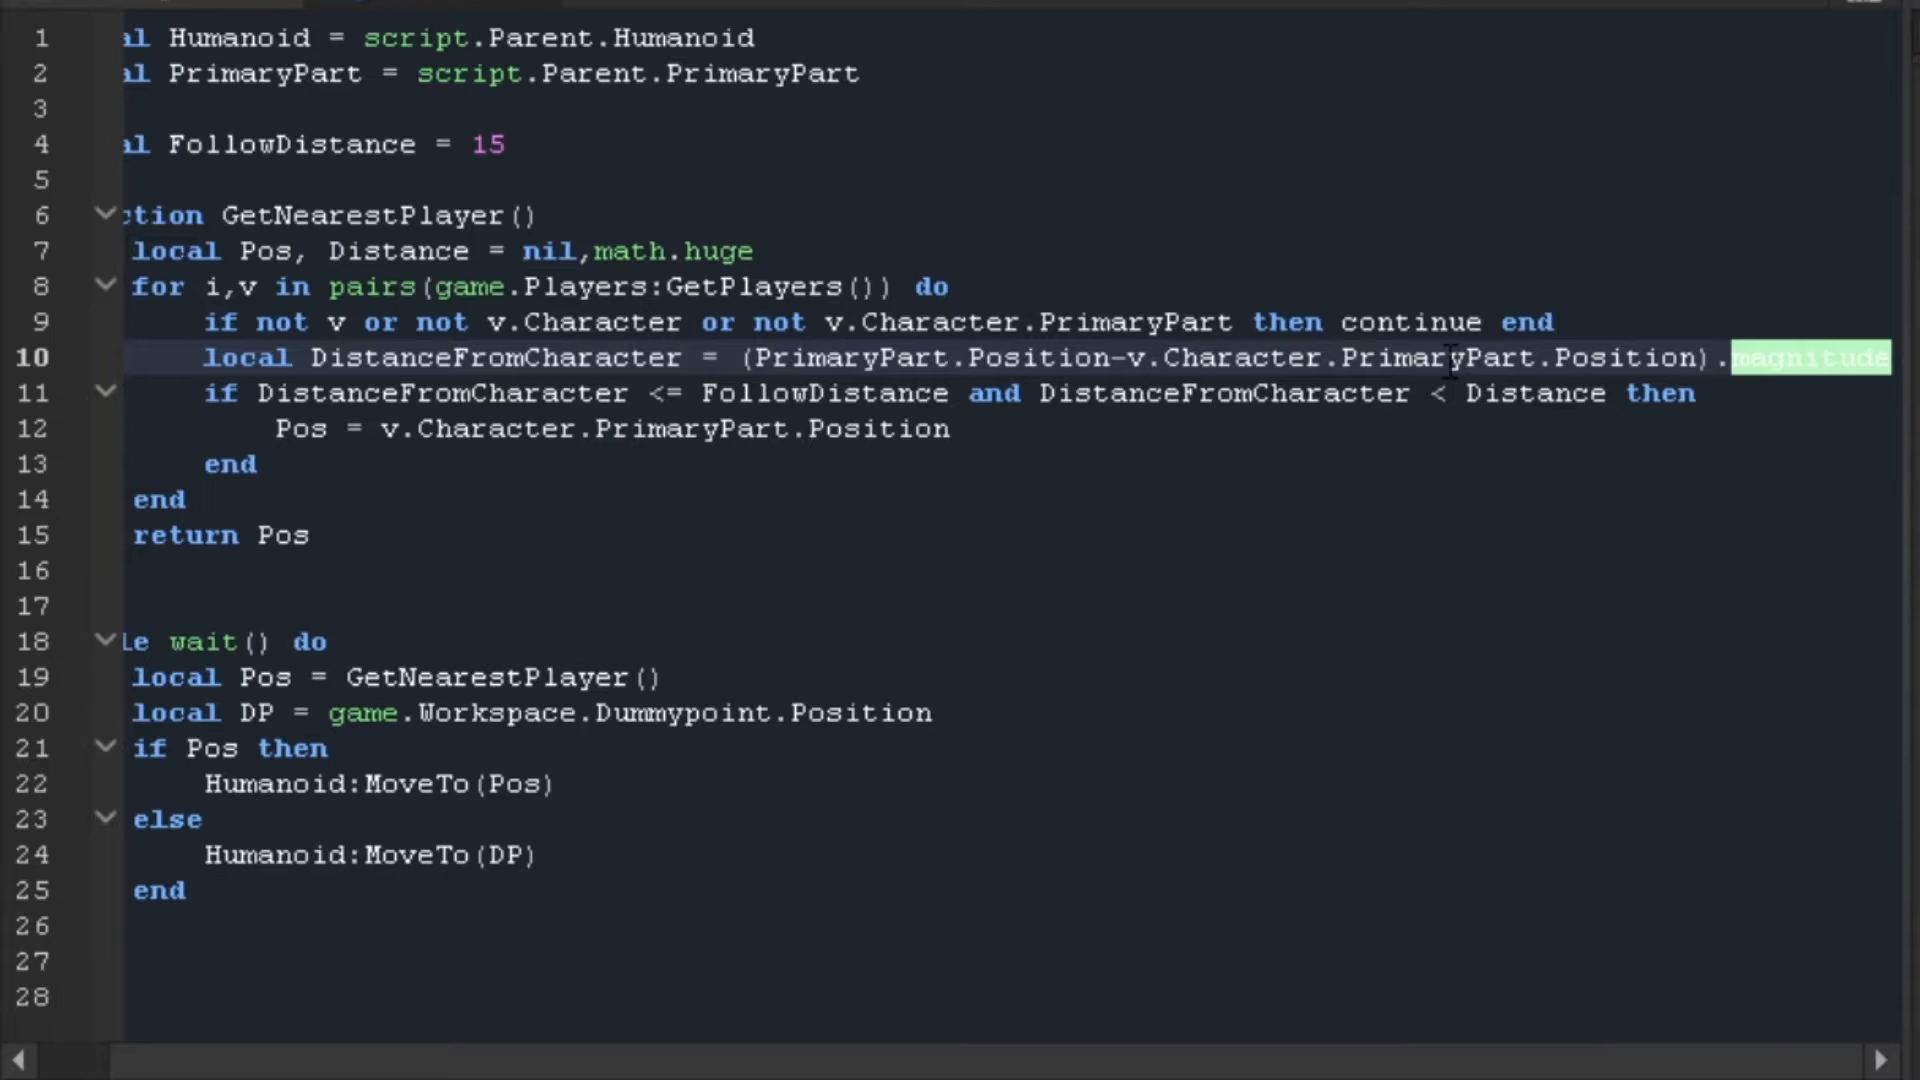 1 al Humanoid = script.Parent.Humanoid
2 al PrimaryPart = script.Parent.PrimaryPart
3
4 al FollowDistance = 15
5
6 ction GetNearestPlayer()
7 local Pos, Distance = nil,math.huge
8 for i,v in pairs(game.Players:GetPlayers()) do
9 if not v or not v.Character or not v.Character.PrimaryPart then continue end
10 local DistanceFromCharacter = (PrimaryPart.Position-v.Character.PrimaryPart.Position).magnitude
11 if DistanceFromCharacter <= FollowDistance and DistanceFromCharacter < Distance then
12 Pos = v.Character.PrimaryPart.Position
13 end
14 end
15 return Pos
16
17
18 le wait() do
19 local Pos = GetNearestPlayer()
20 local DP = game.Workspace.Dummypoint.Position
21 if Pos then
22 Humanoid:MoveTo(Pos)
23 else
24 Humanoid:MoveTo(DP)
25 end
26
27
28